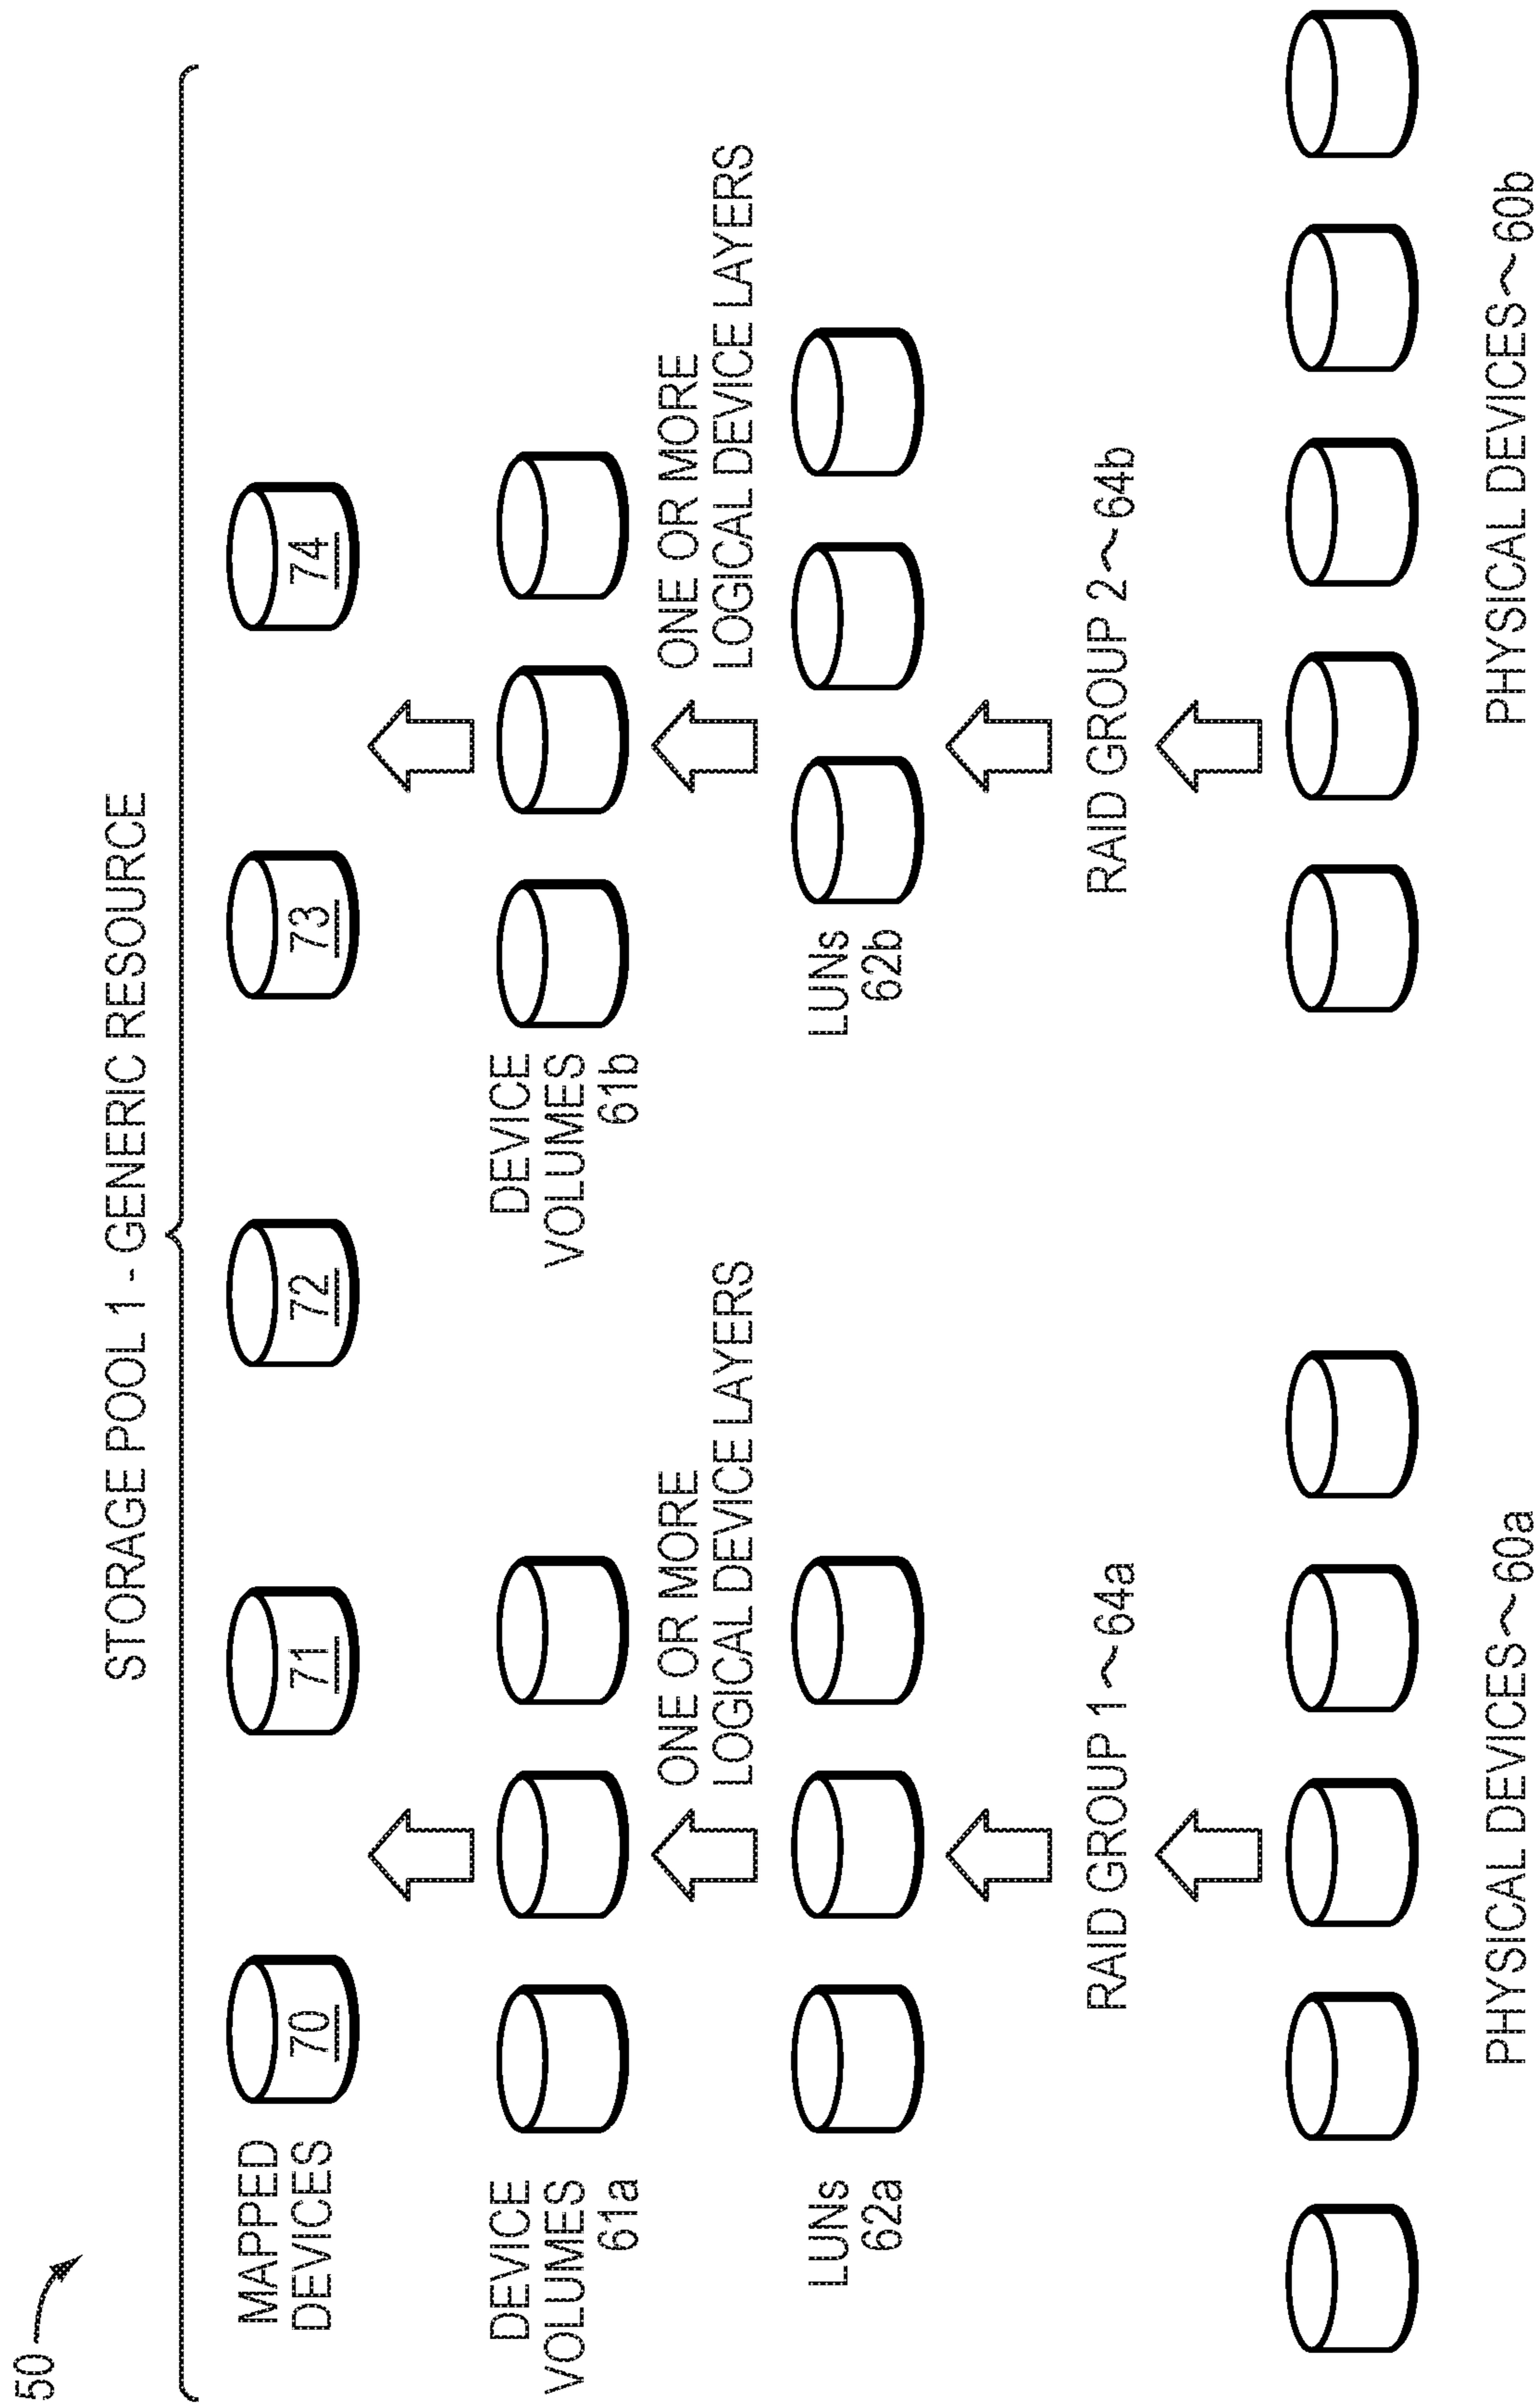 50
STORAGE POOL 1 - GENERIC RESOURCE
MAPPED
DEVICES
70
71
72
73
74
DEVICE
VOLUMES
61a
DEVICE
VOLUMES
61b
ONE OR MORE
LOGICAL DEVICE LAYERS
ONE OR MORE
LOGICAL DEVICE LAYERS
LUNs
62a
LUNs
62b
RAID GROUP 1~64a
RAID GROUP 2~64b
PHYSICAL DEVICES~60a
PHYSICAL DEVICES~60b